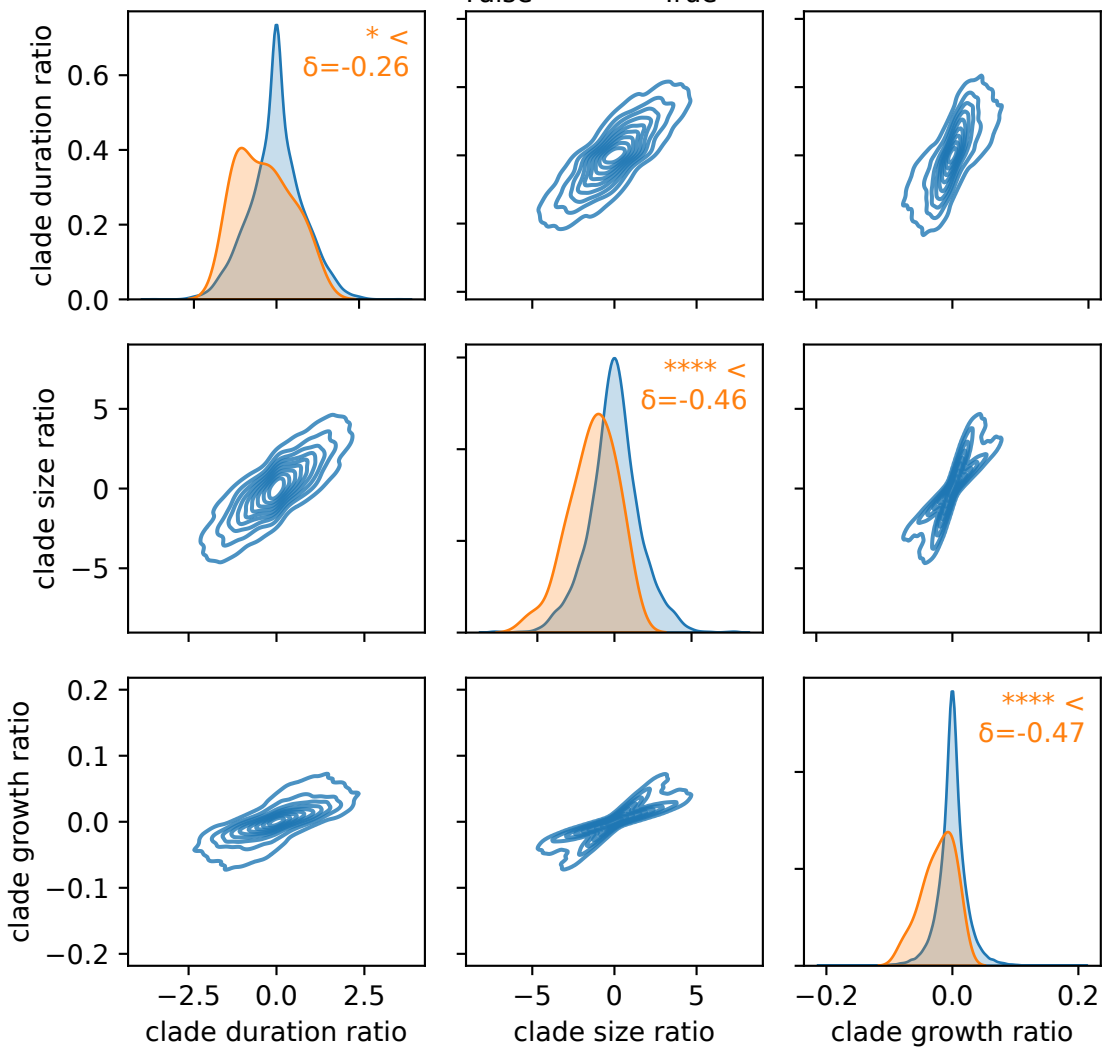 * <
δ=-0.26
clade duration ratio
0.6
0.4
0.2
0.0
**** <
δ=-0.46
clade size ratio
5
0
−5
**** <
δ=-0.47
clade growth ratio
0.2
0.1
0.0
−0.1
−0.2
−2.5 0.0 2.5
−5 0 5
−0.2 0.0 0.2
clade duration ratio
clade size ratio
clade growth ratio